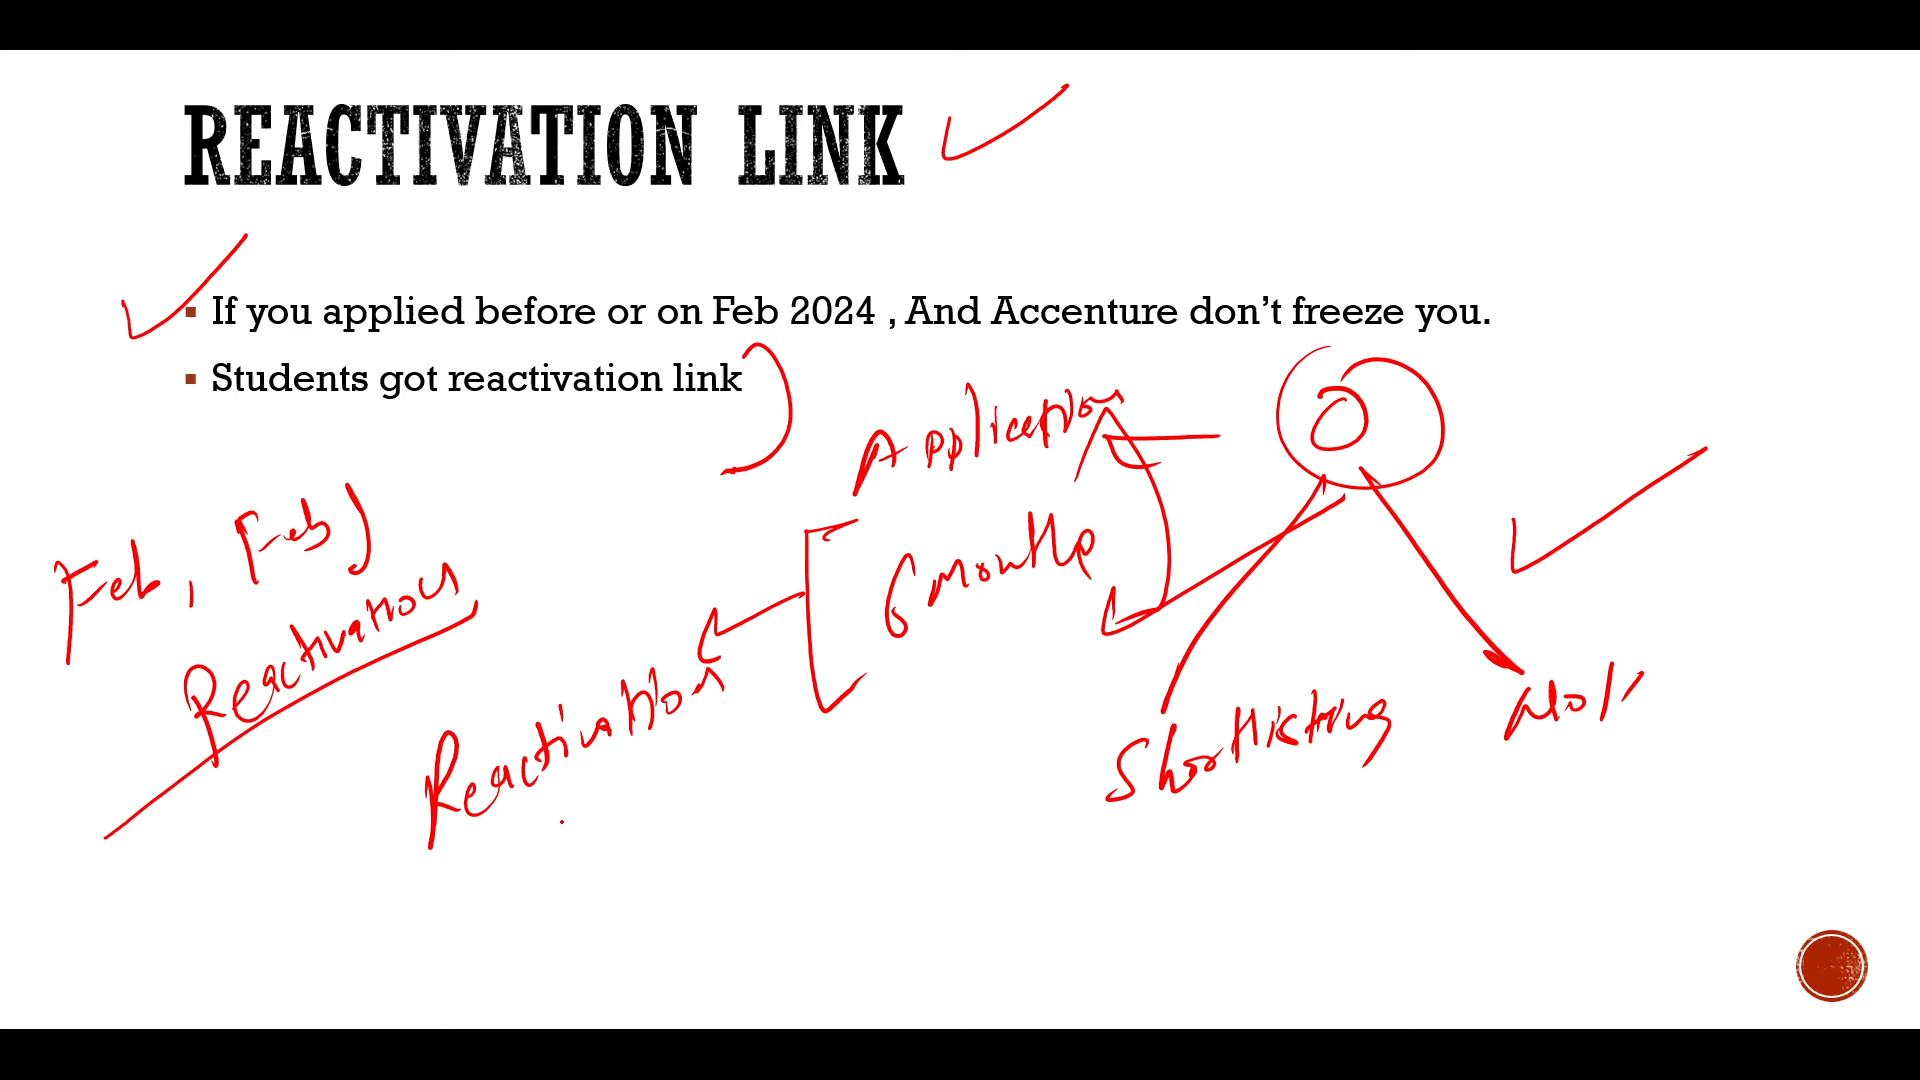 REACTIVATION LINK
If you applied before or on Feb 2024 , And Accenture don't freeze you.
Students got reactivation link
Application
6 months
Feb, Feb
Reactivation
Reactivation
Shortlisting